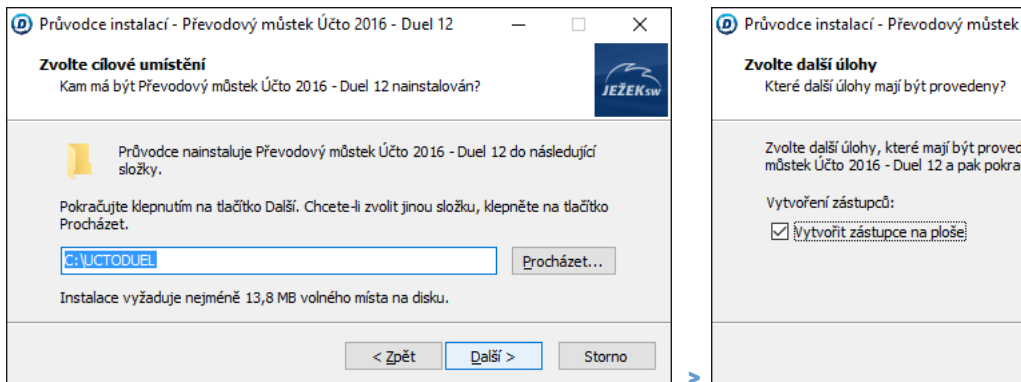 Průvodce instalací - Převodový můstek Účto 2016 - Duel 12
Zvolte cílové umístění
Kam má být Převodový můstek Účto 2016 - Duel 12 nainstalován?
JEŽEKSW
Průvodce nainstaluje Převodový můstek Účto 2016 - Duel 12 do následující
složky.
Pokračujte klepnutím na tlačítko Další. Chcete-li zvolit jinou složku, klepněte na tlačítko
Procházet.
C:\UCTODUEL
Procházet...
Instalace vyžaduje nejméně 13,8 MB volného místa na disku.
< Zpět
Další >
Storno
>
Průvodce instalací - Převodový můstek
Zvolte další úlohy
Které další úlohy mají být provedeny?
Zvolte další úlohy, které mají být proved
můstek Účto 2016 - Duel 12 a pak pokra
Vytvoření zástupců:
Vytvořit zástupce na ploše